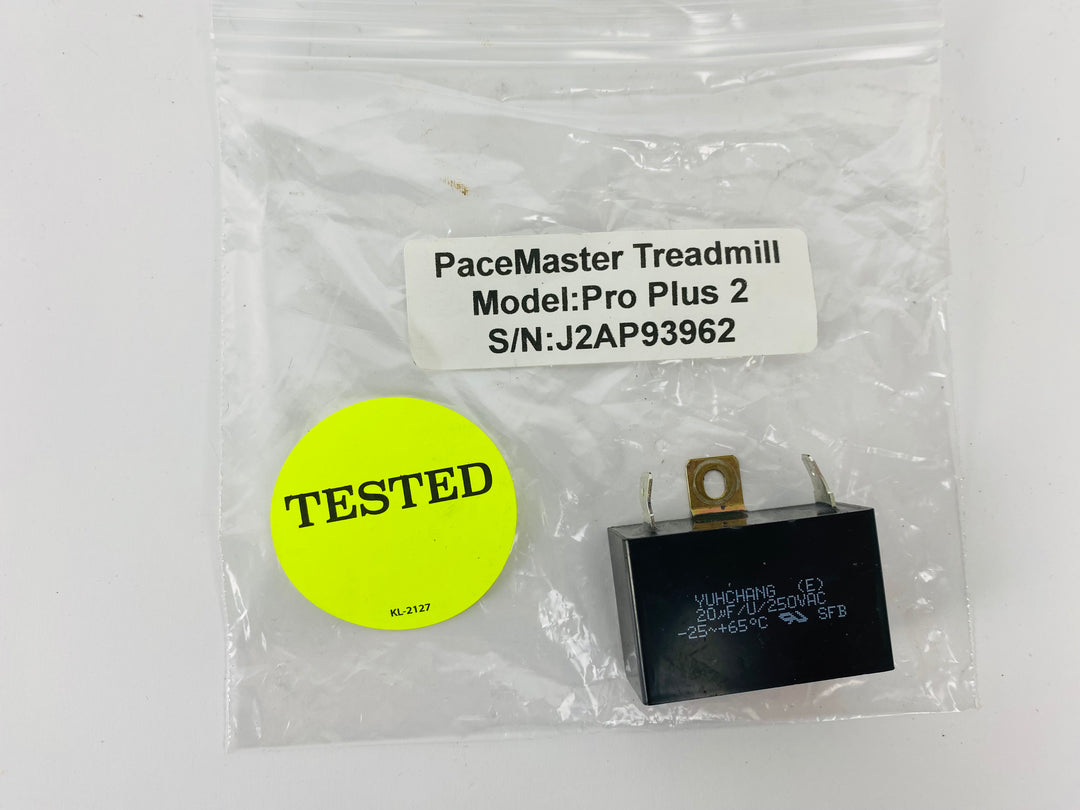 PaceMaster Treadmill
Model:Pro Plus 2
S/N:J2AP93962
TESTED
KL-2127
YUHCHANG (E)
20µF/U/250VAC
-25~+65°C SFB